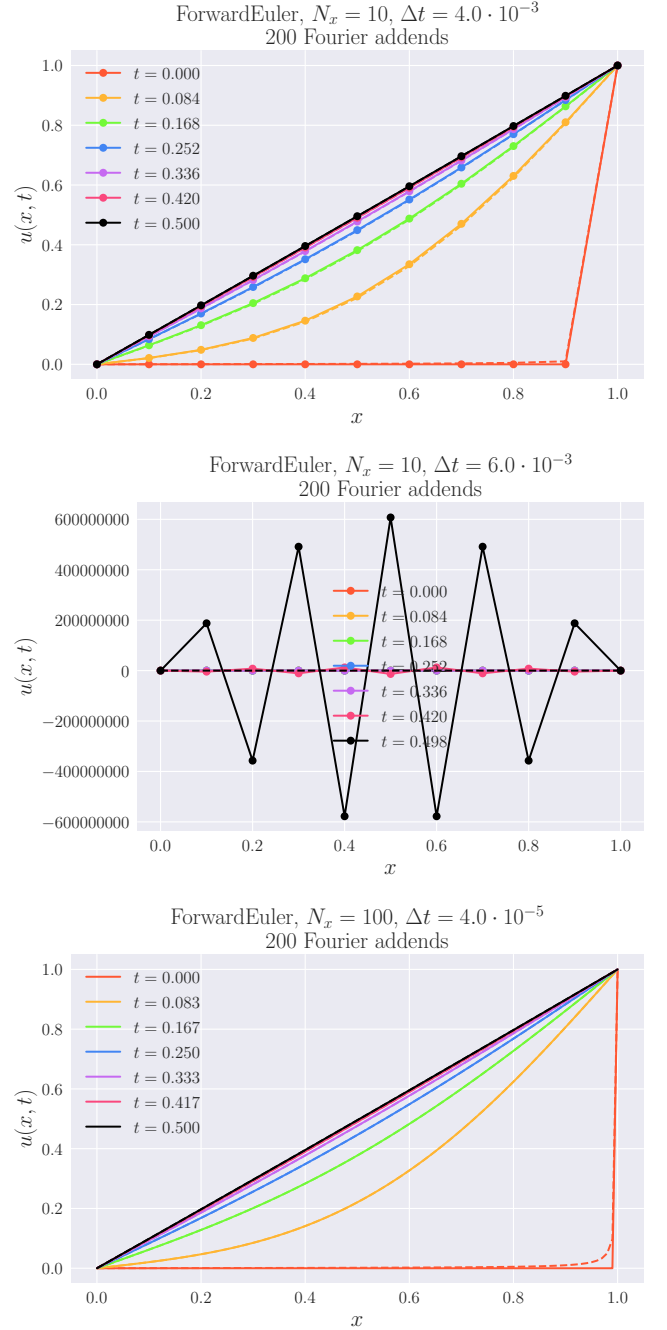 ForwardEuler, $N_x = 10$, $\Delta t = 4.0 \cdot 10^{-3}$
200 Fourier addends
1.0
0.8
0.6
0.4
0.2
0.0
u(x, t)
t = 0.000
t = 0.084
t = 0.168
t = 0.252
t = 0.336
t = 0.420
t = 0.500
0.0 0.2 0.4 0.6 0.8 1.0
x
ForwardEuler, $N_x = 10$, $\Delta t = 6.0 \cdot 10^{-3}$
200 Fourier addends
600000000
400000000
200000000
0
−200000000
−400000000
−600000000
u(x, t)
t = 0.000
t = 0.084
t = 0.168
t = 0.252
t = 0.336
t = 0.420
t = 0.498
0.0 0.2 0.4 0.6 0.8 1.0
x
ForwardEuler, $N_x = 100$, $\Delta t = 4.0 \cdot 10^{-5}$
200 Fourier addends
1.0
0.8
0.6
0.4
0.2
0.0
u(x, t)
t = 0.000
t = 0.083
t = 0.167
t = 0.250
t = 0.333
t = 0.417
t = 0.500
0.0 0.2 0.4 0.6 0.8 1.0
x